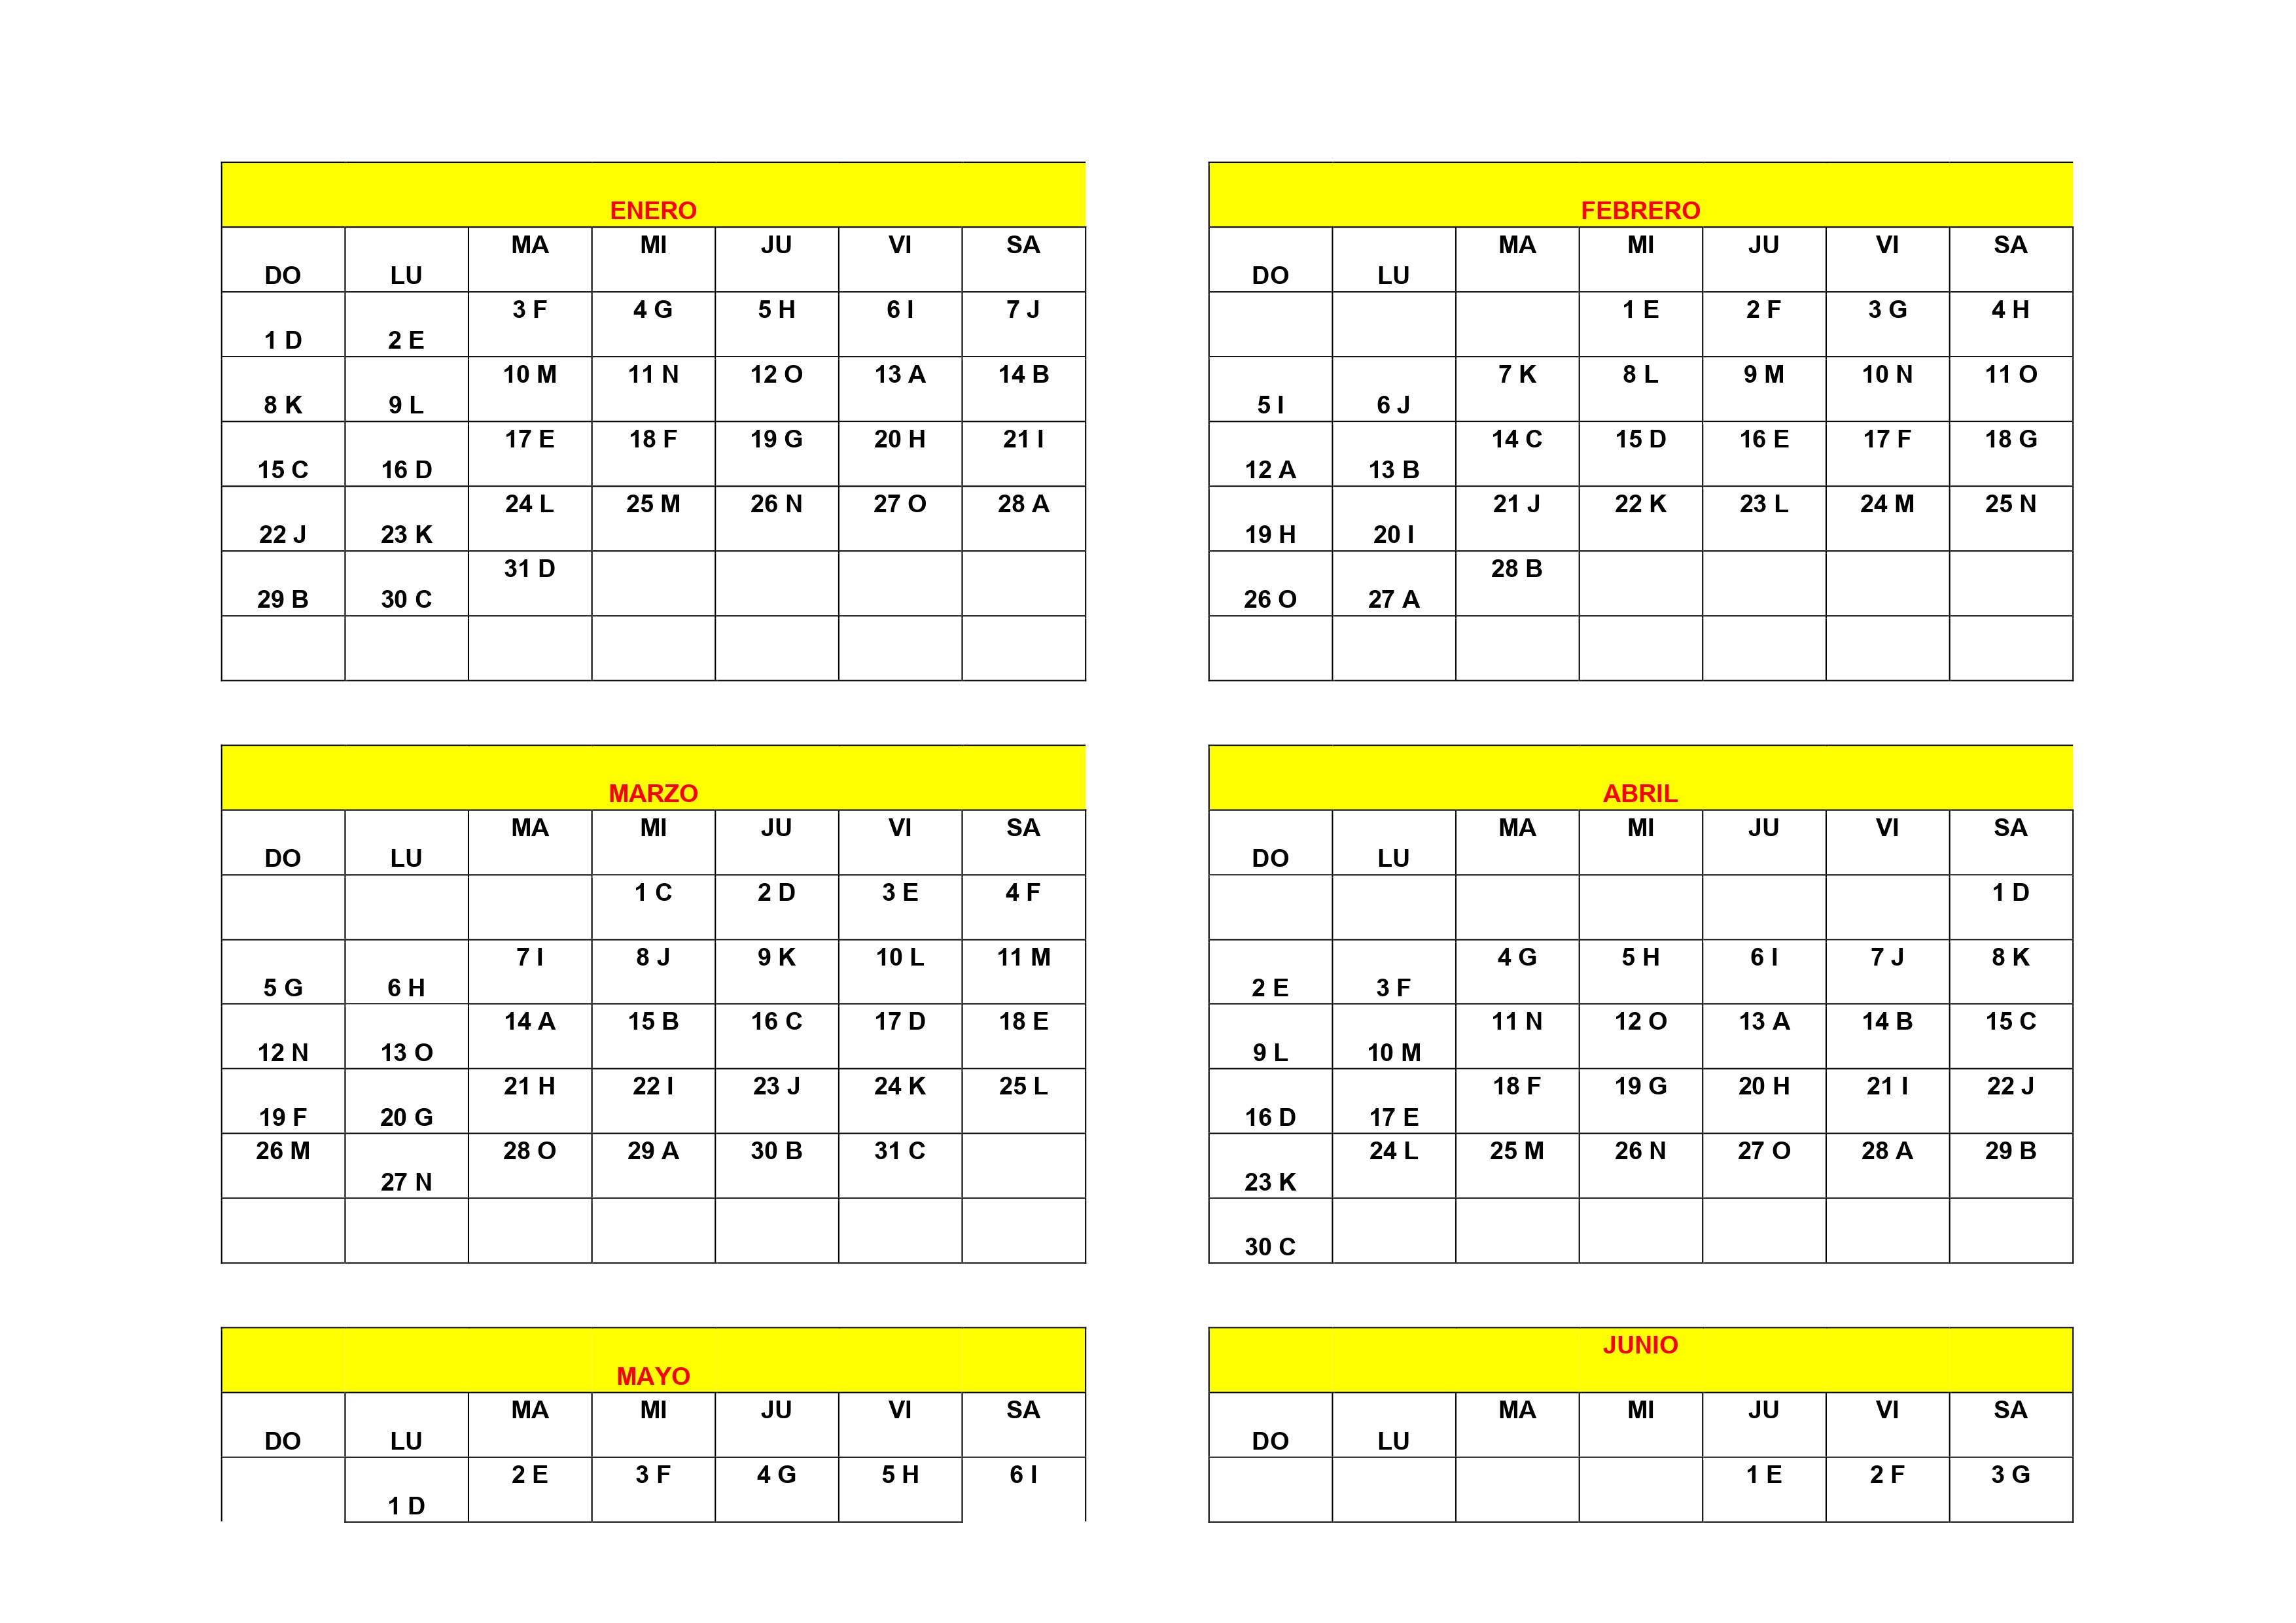 ENERO
DO LU MA MI JU VI SA
1 D 2 E 3 F 4 G 5 H 6 I 7 J
8 K 9 L 10 M 11 N 12 O 13 A 14 B
15 C 16 D 17 E 18 F 19 G 20 H 21 I
22 J 23 K 24 L 25 M 26 N 27 O 28 A
29 B 30 C 31 D
FEBRERO
DO LU MA MI JU VI SA
1 E 2 F 3 G 4 H
5 I 6 J 7 K 8 L 9 M 10 N 11 O
12 A 13 B 14 C 15 D 16 E 17 F 18 G
19 H 20 I 21 J 22 K 23 L 24 M 25 N
26 O 27 A 28 B
MARZO
DO LU MA MI JU VI SA
1 C 2 D 3 E 4 F
5 G 6 H 7 I 8 J 9 K 10 L 11 M
12 N 13 O 14 A 15 B 16 C 17 D 18 E
19 F 20 G 21 H 22 I 23 J 24 K 25 L
26 M 27 N 28 O 29 A 30 B 31 C
ABRIL
DO LU MA MI JU VI SA
1 D
2 E 3 F 4 G 5 H 6 I 7 J 8 K
9 L 10 M 11 N 12 O 13 A 14 B 15 C
16 D 17 E 18 F 19 G 20 H 21 I 22 J
23 K 24 L 25 M 26 N 27 O 28 A 29 B
30 C
MAYO
DO LU MA MI JU VI SA
1 D 2 E 3 F 4 G 5 H 6 I
JUNIO
DO LU MA MI JU VI SA
1 E 2 F 3 G